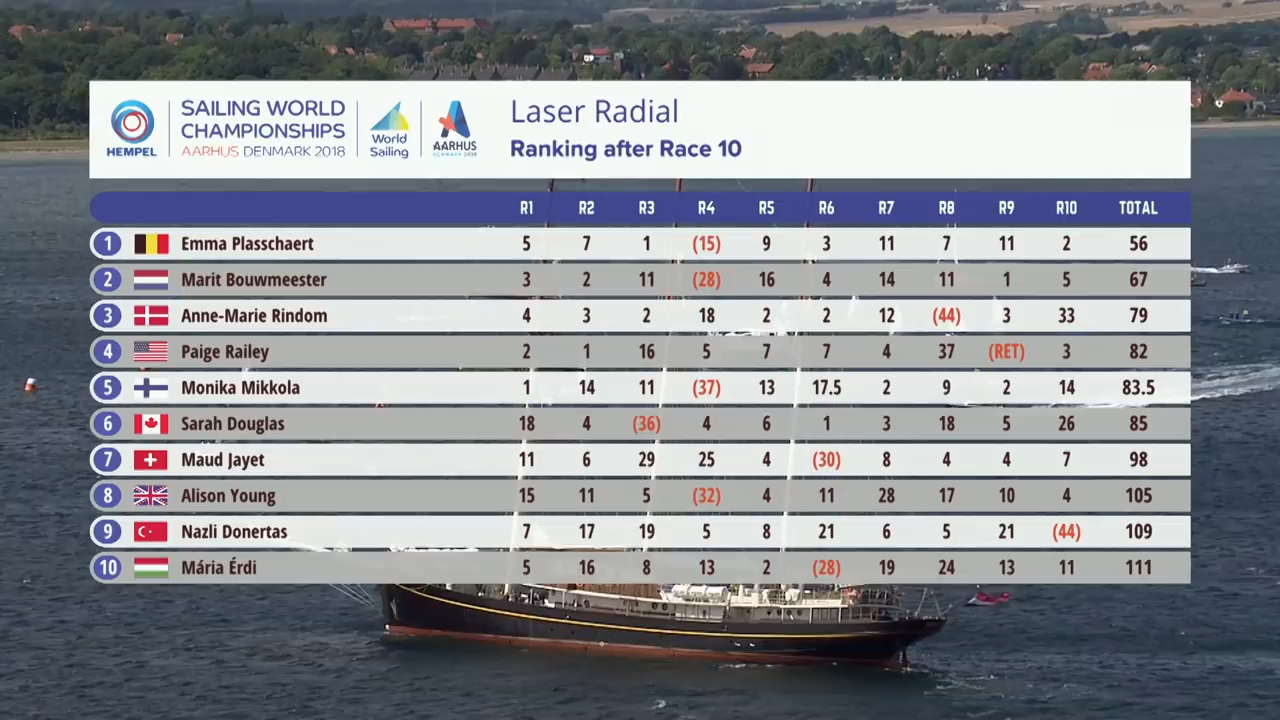 HEMPEL
SAILING WORLD
CHAMPIONSHIPS
AARHUS DENMARK 2018
World
Sailing
AARHUS
DENMARK 2018
Laser Radial
Ranking after Race 10
R1 R2 R3 R4 R5 R6 R7 R8 R9 R10 TOTAL
1 Emma Plasschaert 5 7 1 (15) 9 3 11 7 11 2 56
2 Marit Bouwmeester 3 2 11 (28) 16 4 14 11 1 5 67
3 Anne-Marie Rindom 4 3 2 18 2 2 12 (44) 3 33 79
4 Paige Railey 2 1 16 5 7 7 4 37 (RET) 3 82
5 Monika Mikkola 1 14 11 (37) 13 17.5 2 9 2 14 83.5
6 Sarah Douglas 18 4 (36) 4 6 1 3 18 5 26 85
7 Maud Jayet 11 6 29 25 4 (30) 8 4 4 7 98
8 Alison Young 15 11 5 (32) 4 11 28 17 10 4 105
9 Nazli Donertas 7 17 19 5 8 21 6 5 21 (44) 109
10 Mária Érdi 5 16 8 13 2 (28) 19 24 13 11 111